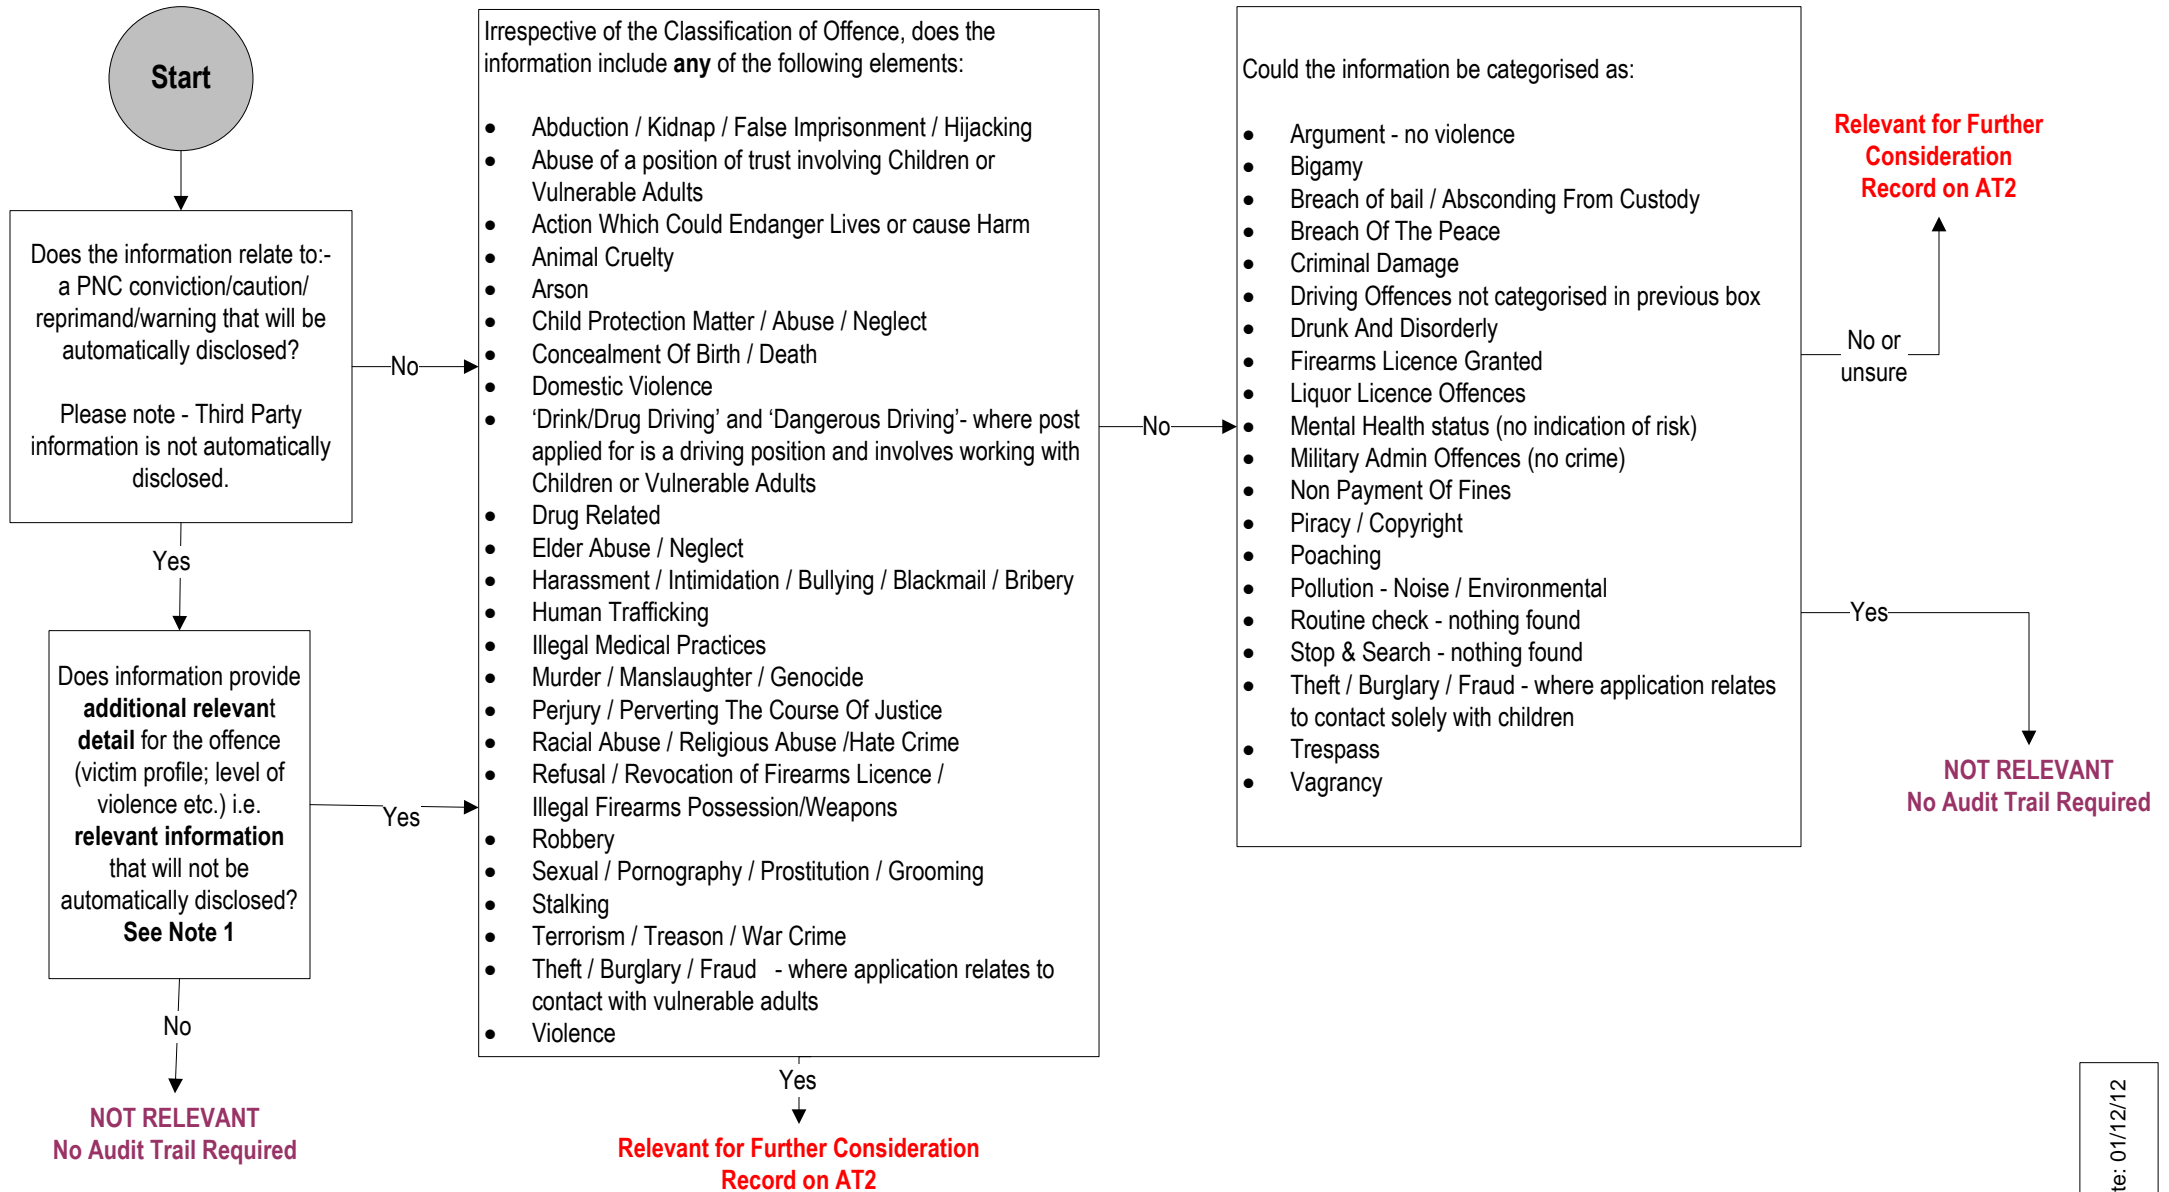 Start
Does the information relate to:-
a PNC conviction/caution/
reprimand/warning that will be
automatically disclosed?
Please note - Third Party
information is not automatically
disclosed.
No
Yes
Does information provide
additional relevant
detail for the offence
(victim profile; level of
violence etc.) i.e.
relevant information
that will not be
automatically disclosed?
See Note 1
Yes
No
NOT RELEVANT
No Audit Trail Required
Irrespective of the Classification of Offence, does the
information include any of the following elements:
• Abduction / Kidnap / False Imprisonment / Hijacking
• Abuse of a position of trust involving Children or
Vulnerable Adults
• Action Which Could Endanger Lives or cause Harm
• Animal Cruelty
• Arson
• Child Protection Matter / Abuse / Neglect
• Concealment Of Birth / Death
• Domestic Violence
• ‘Drink/Drug Driving’ and ‘Dangerous Driving’- where post
applied for is a driving position and involves working with
Children or Vulnerable Adults
• Drug Related
• Elder Abuse / Neglect
• Harassment / Intimidation / Bullying / Blackmail / Bribery
• Human Trafficking
• Illegal Medical Practices
• Murder / Manslaughter / Genocide
• Perjury / Perverting The Course Of Justice
• Racial Abuse / Religious Abuse /Hate Crime
• Refusal / Revocation of Firearms Licence /
Illegal Firearms Possession/Weapons
• Robbery
• Sexual / Pornography / Prostitution / Grooming
• Stalking
• Terrorism / Treason / War Crime
• Theft / Burglary / Fraud - where application relates to
contact with vulnerable adults
• Violence
No
Yes
Relevant for Further Consideration
Record on AT2
Could the information be categorised as:
• Argument - no violence
• Bigamy
• Breach of bail / Absconding From Custody
• Breach Of The Peace
• Criminal Damage
• Driving Offences not categorised in previous box
• Drunk And Disorderly
• Firearms Licence Granted
• Liquor Licence Offences
• Mental Health status (no indication of risk)
• Military Admin Offences (no crime)
• Non Payment Of Fines
• Piracy / Copyright
• Poaching
• Pollution - Noise / Environmental
• Routine check - nothing found
• Stop & Search - nothing found
• Theft / Burglary / Fraud - where application relates
to contact solely with children
• Trespass
• Vagrancy
No or
unsure
Relevant for Further
Consideration
Record on AT2
Yes
NOT RELEVANT
No Audit Trail Required
te: 01/12/12